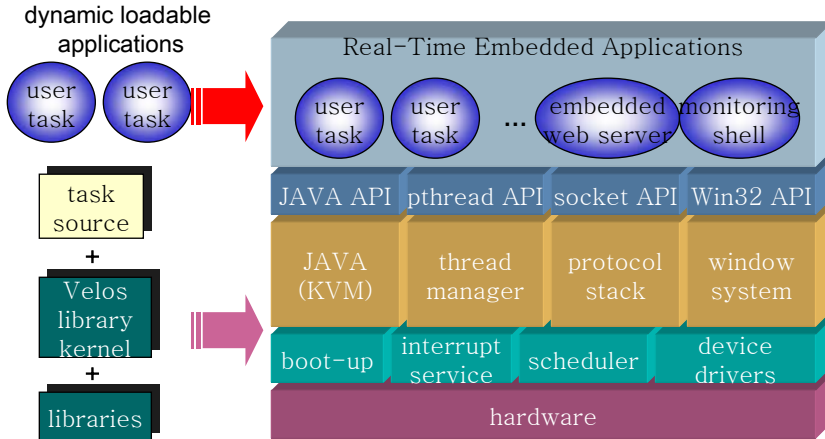 dynamic loadable
applications
user
task
user
task
Real-Time Embedded Applications
user
task
user
task
...
embedded
web server
monitoring
shell
task
source
+
Velos
library
kernel
+
libraries
JAVA API
pthread API
socket API
Win32 API
JAVA
(KVM)
thread
manager
protocol
stack
window
system
boot-up
interrupt
service
scheduler
device
drivers
hardware